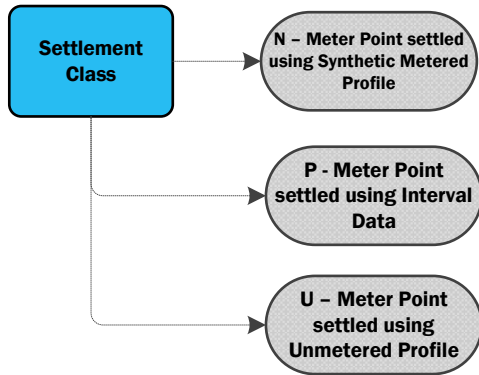 Settlement
Class
N – Meter Point settled
using Synthetic Metered
Profile
P - Meter Point
settled using Interval
Data
U – Meter Point
settled using
Unmetered Profile